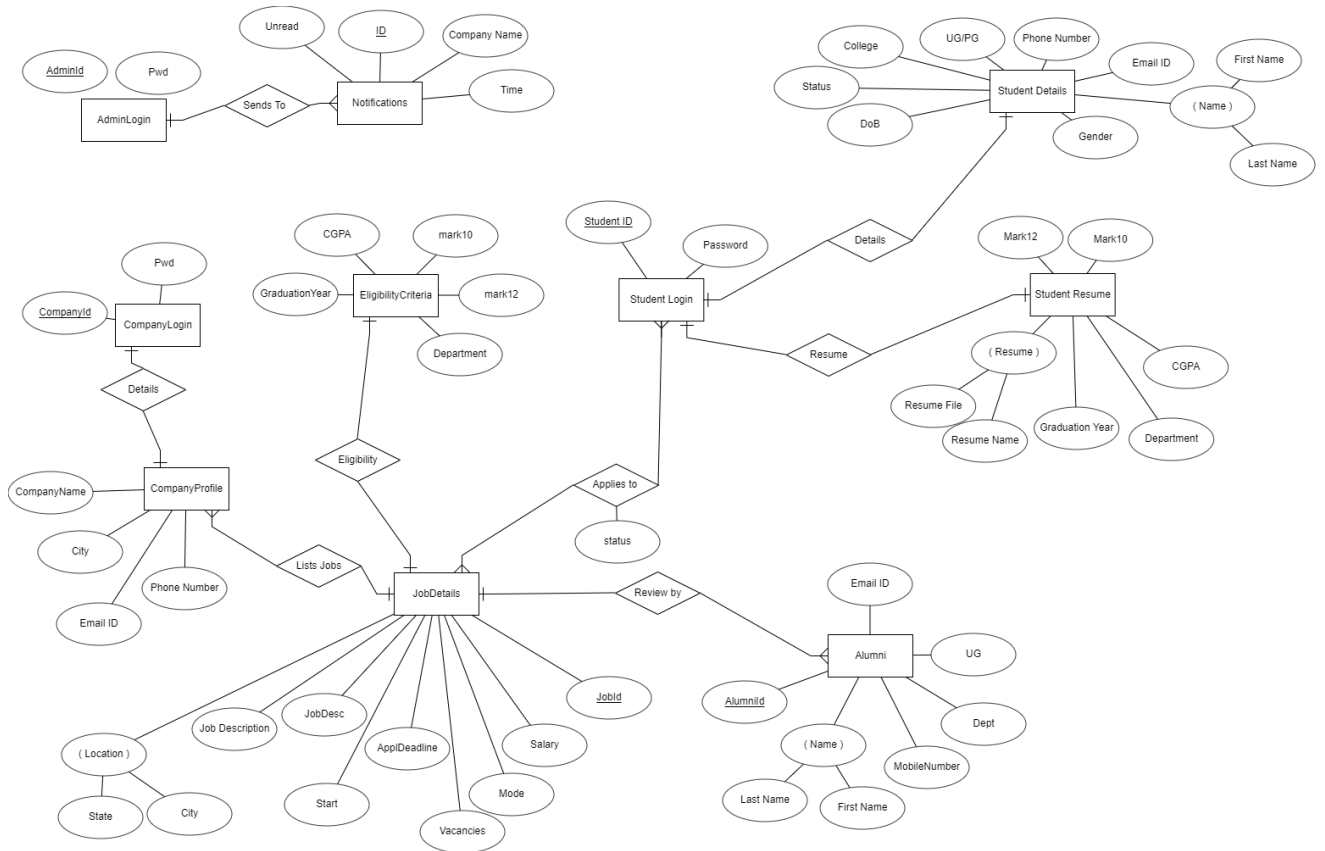 Unread
ID
Company Name
Time
AdminId
Pwd
AdminLogin
Sends To
Notifications
College
UG/PG
Phone Number
Email ID
First Name
Status
Student Details
( Name )
DoB
Gender
Last Name
Student ID
Password
Details
Student Login
Mark12
Mark10
Student Resume
Resume
( Resume )
CGPA
Resume File
Resume Name
Graduation Year
Department
CGPA
mark10
GraduationYear
EligibilityCriteria
mark12
Department
Pwd
CompanyId
CompanyLogin
Details
Eligibility
Applies to
status
CompanyName
CompanyProfile
City
Phone Number
Email ID
Lists Jobs
JobDetails
Review by
Email ID
Alumni
UG
AlumniId
Dept
( Name )
MobileNumber
Last Name
First Name
JobId
Job Description
JobDesc
ApplDeadline
Salary
( Location )
Mode
State
City
Start
Vacancies